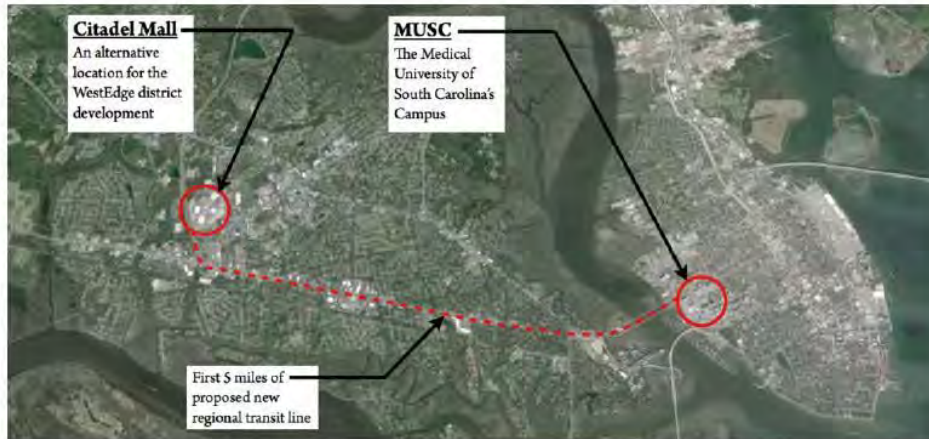 Citadel Mall
An alternative
location for the
WestEdge district
development
MUSC
The Medical
University of
South Carolina's
Campus
First 5 miles of
proposed new
regional transit line